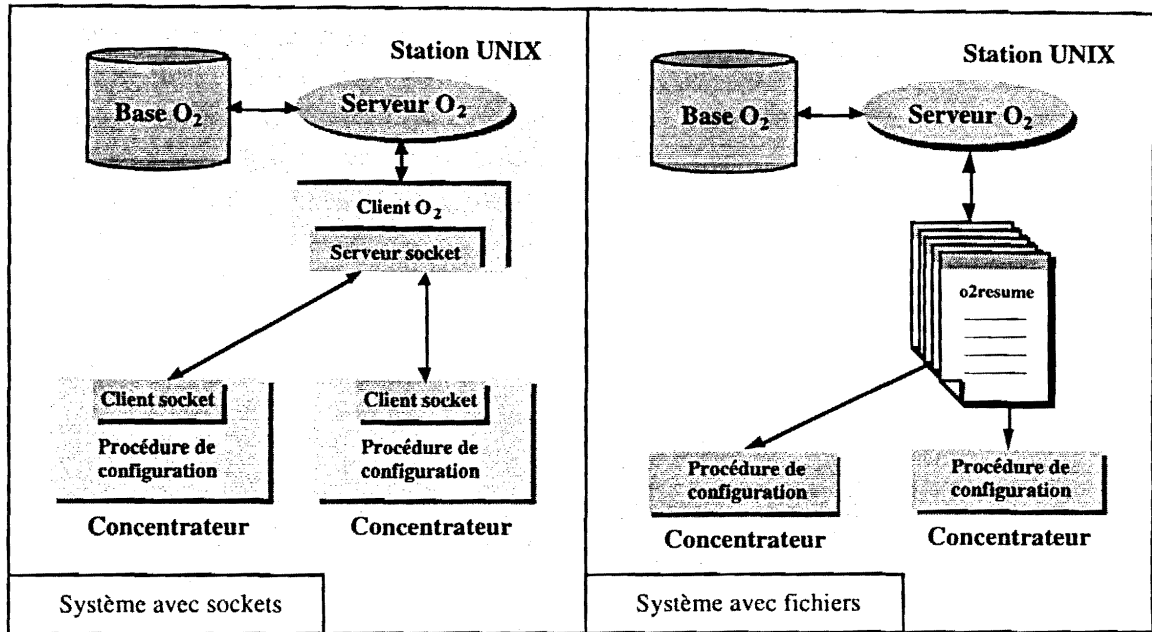 Station UNIX
Base O₂
Serveur O₂
Client O₂
Serveur socket
Client socket
Procédure de
configuration
Concentrateur
Client socket
Procédure de
configuration
Concentrateur
Système avec sockets
Station UNIX
Base O₂
Serveur O₂
o2resume
Procédure de
configuration
Concentrateur
Procédure de
configuration
Concentrateur
Système avec fichiers